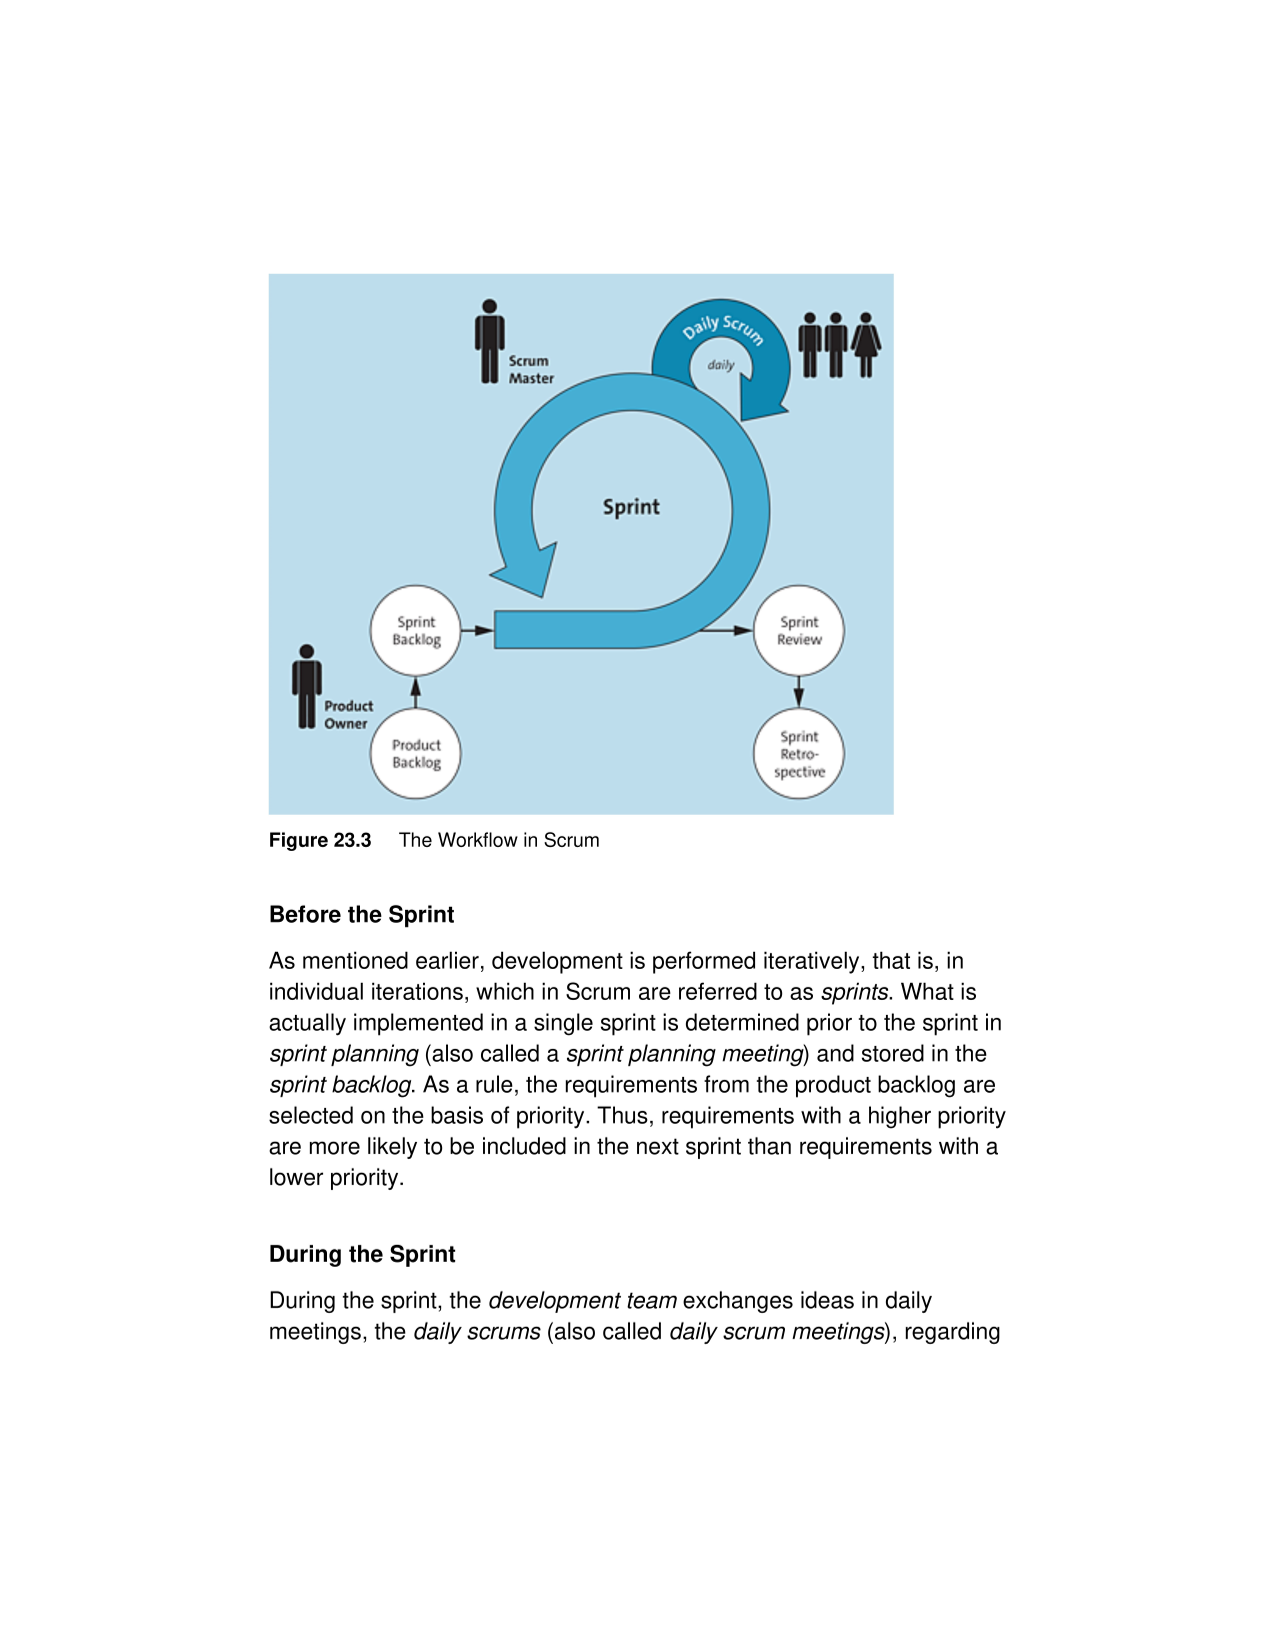 Daily Scrum
daily
Scrum
Master
Sprint
Sprint
Backlog
Sprint
Review
Product
Owner
Product
Backlog
Sprint
Retro-
spective
Figure 23.3 The Workflow in Scrum
Before the Sprint
As mentioned earlier, development is performed iteratively, that is, in
individual iterations, which in Scrum are referred to as sprints. What is
actually implemented in a single sprint is determined prior to the sprint in
sprint planning (also called a sprint planning meeting) and stored in the
sprint backlog. As a rule, the requirements from the product backlog are
selected on the basis of priority. Thus, requirements with a higher priority
are more likely to be included in the next sprint than requirements with a
lower priority.
During the Sprint
During the sprint, the development team exchanges ideas in daily
meetings, the daily scrums (also called daily scrum meetings), regarding